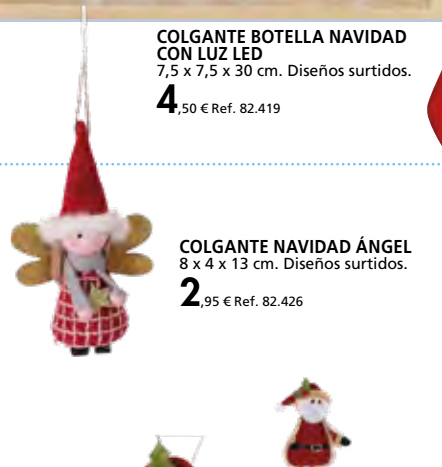 COLGANTE BOTELLA NAVIDAD
CON LUZ LED
7,5 x 7,5 x 30 cm. Diseños surtidos.
4,50 € Ref. 82.419
COLGANTE NAVIDAD ÁNGEL
8 x 4 x 13 cm. Diseños surtidos.
2,95 € Ref. 82.426